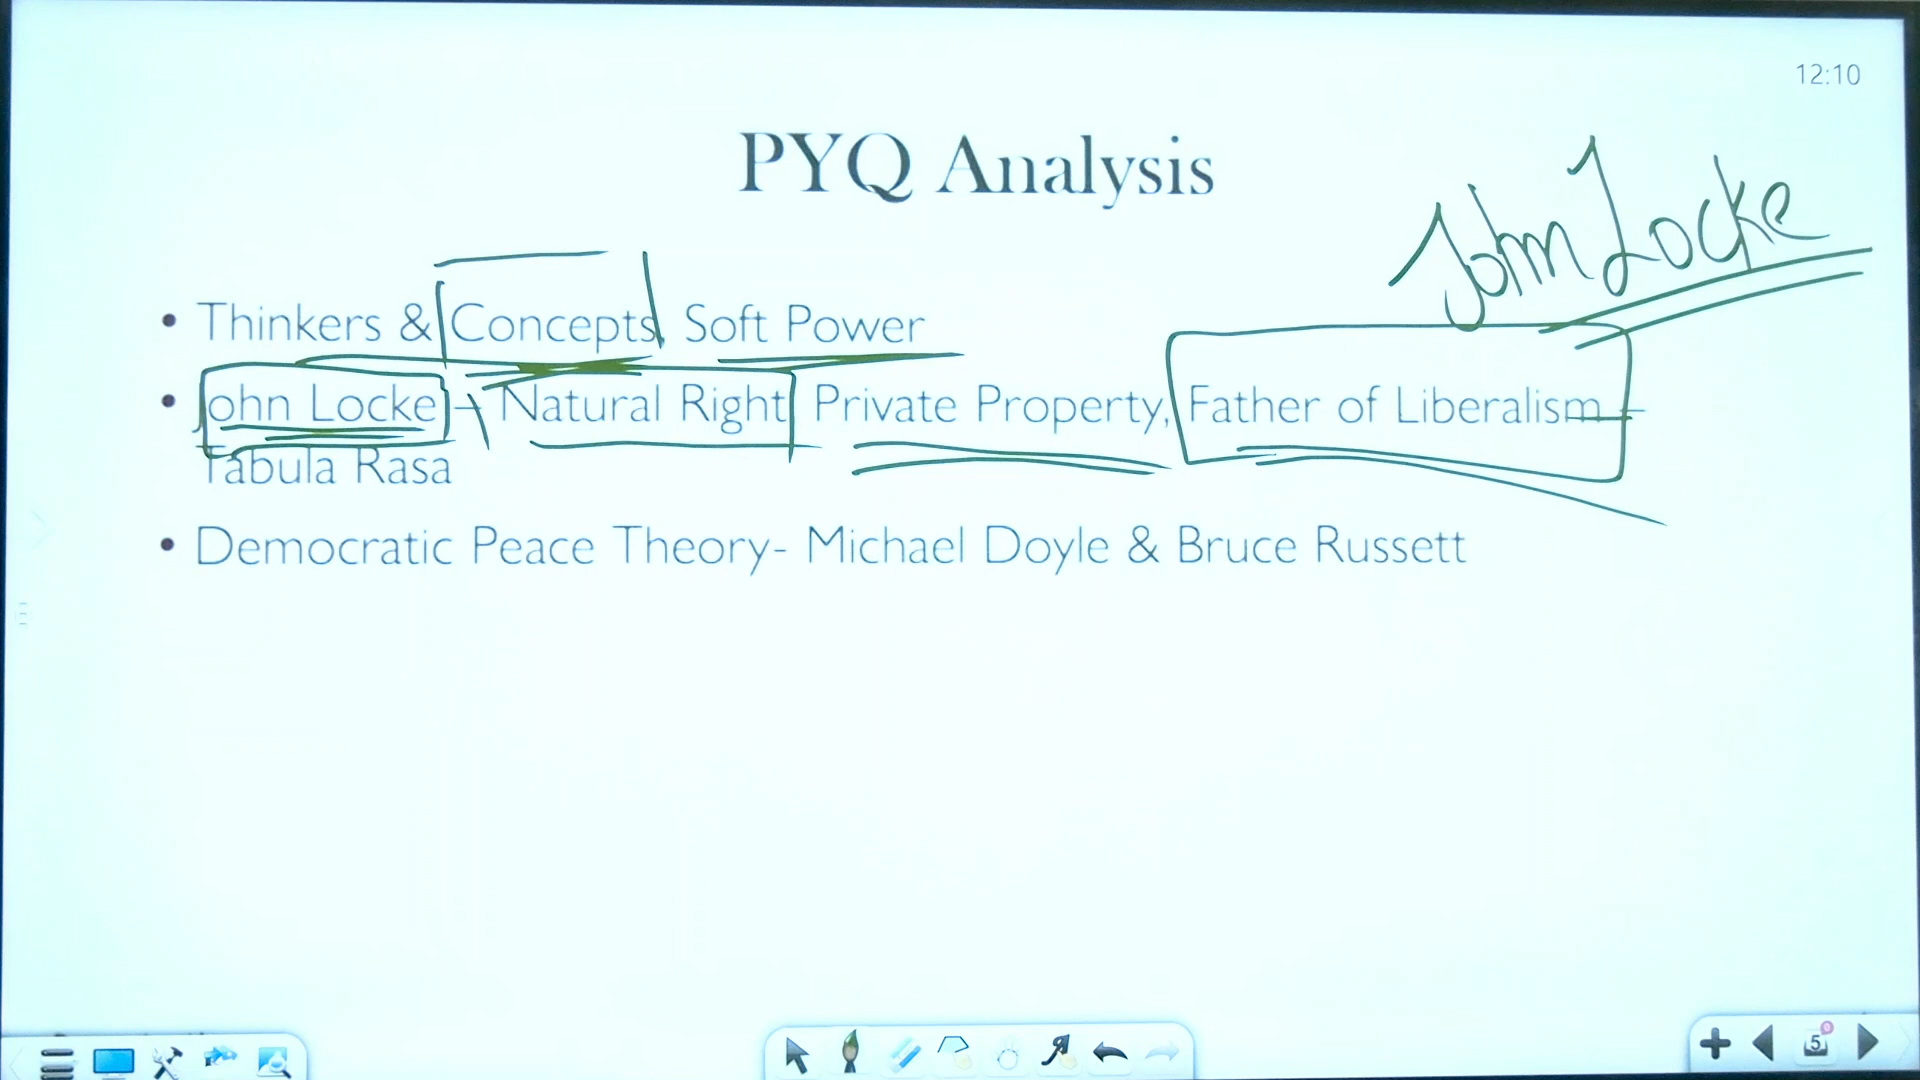 12:10
PYQ Analysis
John Locke
• Thinkers & Concepts Soft Power
• John Locke - Natural Right Private Property, Father of Liberalism –
Tabula Rasa
• Democratic Peace Theory- Michael Doyle & Bruce Russett
5